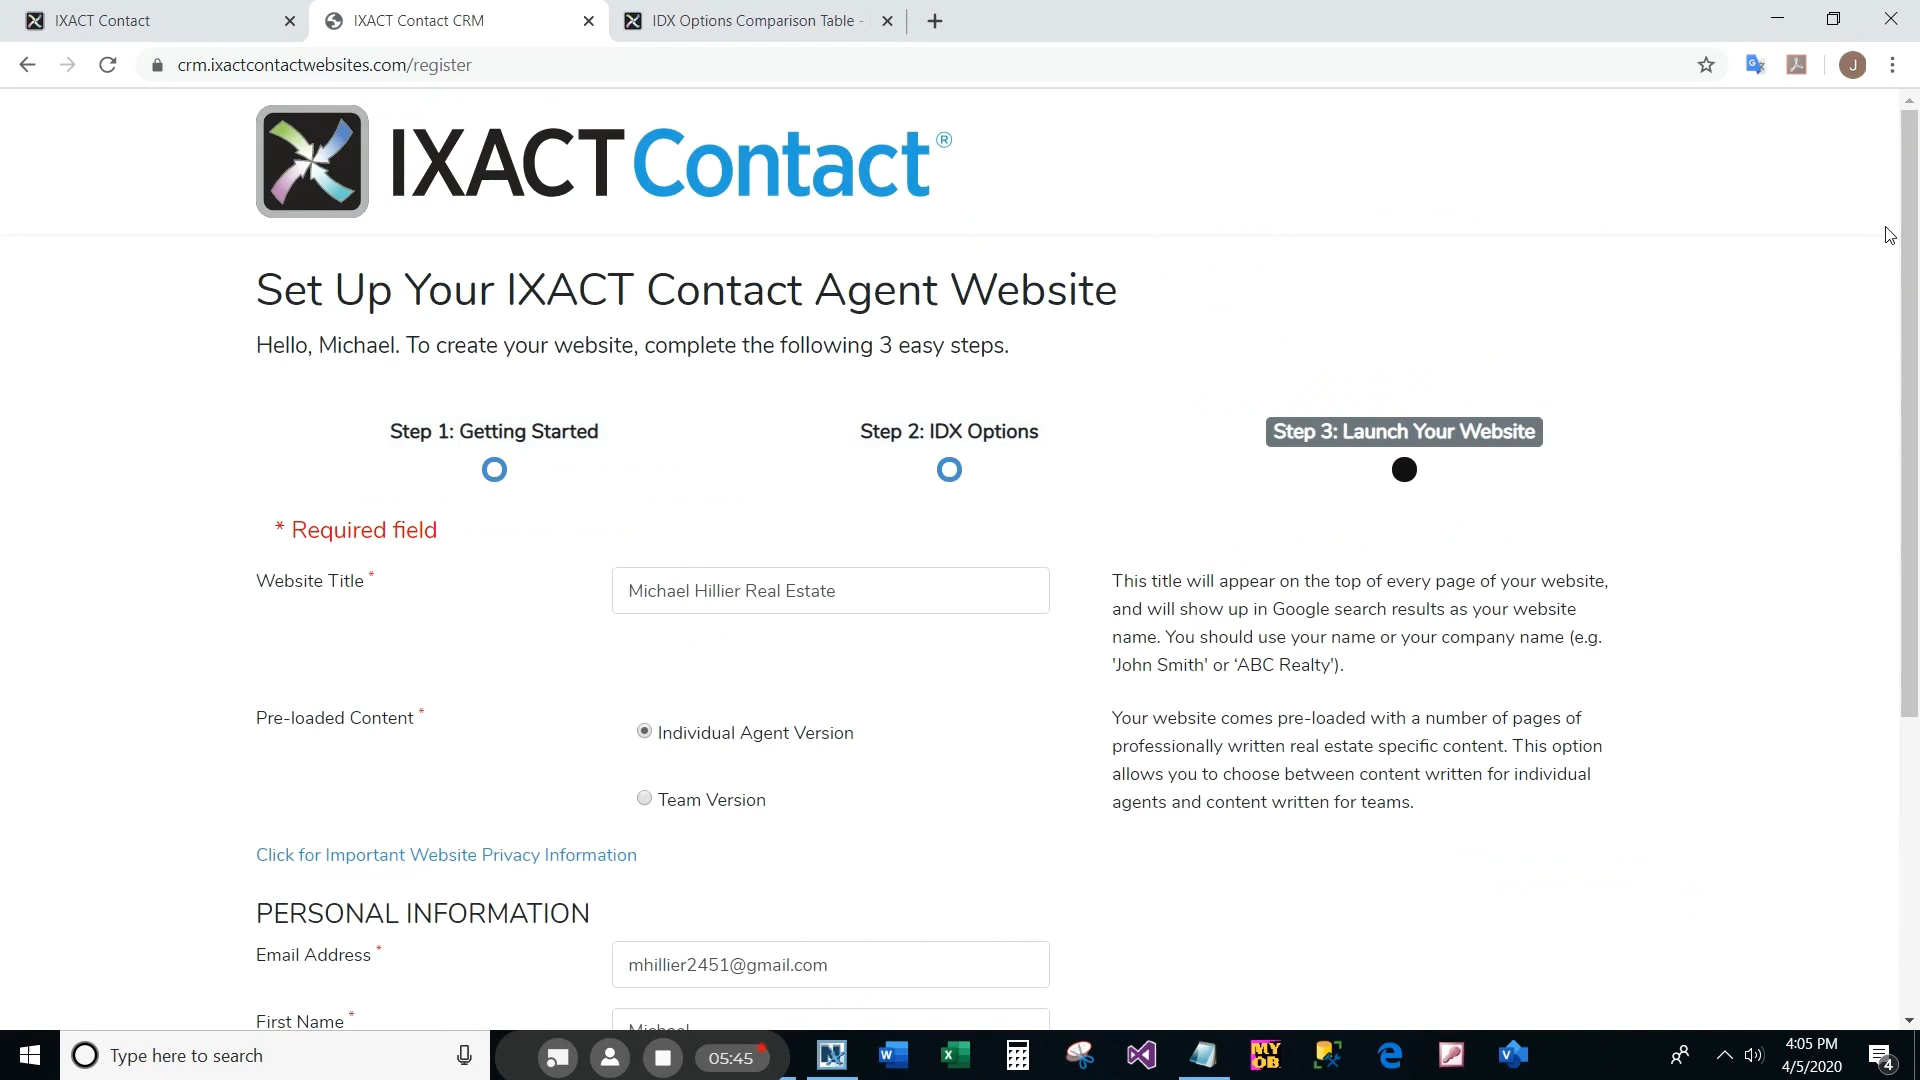 IXACT Contact
IXACT Contact CRM
IDX Options Comparison Table -
crm.ixactcontactwebsites.com/register
J
IXACT Contact®
Set Up Your IXACT Contact Agent Website
Hello, Michael. To create your website, complete the following 3 easy steps.
Step 1: Getting Started
Step 2: IDX Options
Step 3: Launch Your Website
* Required field
Website Title *
Michael Hillier Real Estate
This title will appear on the top of every page of your website,
and will show up in Google search results as your website
name. You should use your name or your company name (e.g.
'John Smith' or ‘ABC Realty').
Pre-loaded Content *
Individual Agent Version
Team Version
Your website comes pre-loaded with a number of pages of
professionally written real estate specific content. This option
allows you to choose between content written for individual
agents and content written for teams.
Click for Important Website Privacy Information
PERSONAL INFORMATION
Email Address *
mhillier2451@gmail.com
First Name *
Michael
Type here to search
05:45
MY
OB
4:05 PM
4/5/2020
4